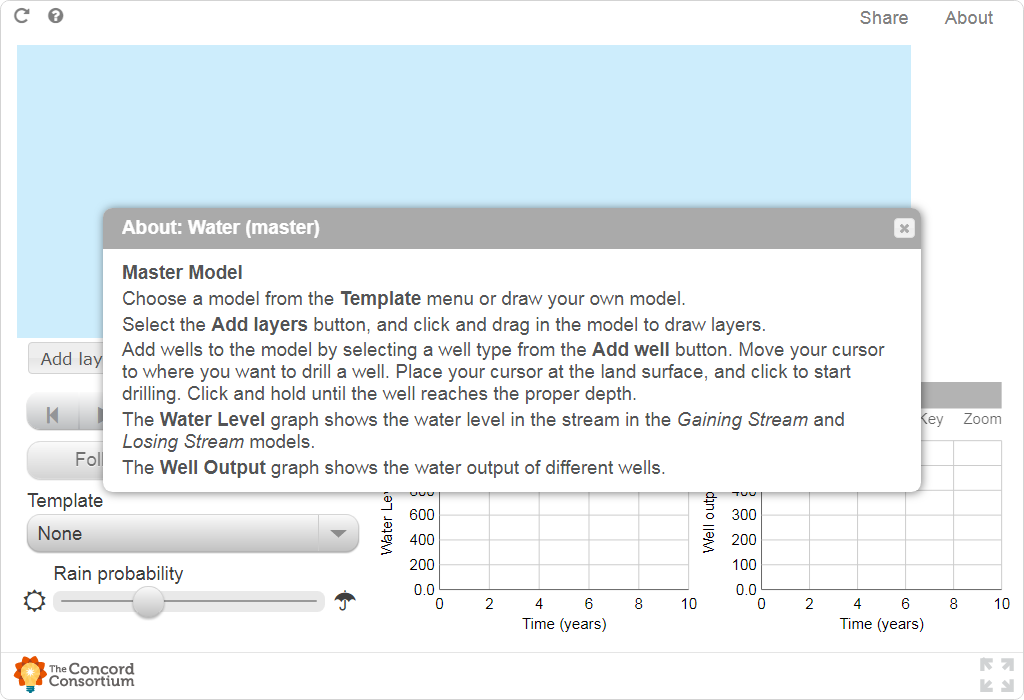 Share About
About: Water (master)
Master Model
Choose a model from the Template menu or draw your own model.
Select the Add layers button, and click and drag in the model to draw layers.
Add wells to the model by selecting a well type from the Add well button. Move your cursor
to where you want to drill a well. Place your cursor at the land surface, and click to start
drilling. Click and hold until the well reaches the proper depth.
The Water Level graph shows the water level in the stream in the Gaining Stream and
Losing Stream models.
The Well Output graph shows the water output of different wells.
Add lay
Key Zoom
Foll
Template
None
Rain probability
Water Le
800
600
400
200
0.0
0 2 4 6 8 10
Time (years)
Well outp
400
300
200
100
0.0
0 2 4 6 8 10
Time (years)
The Concord
Consortium